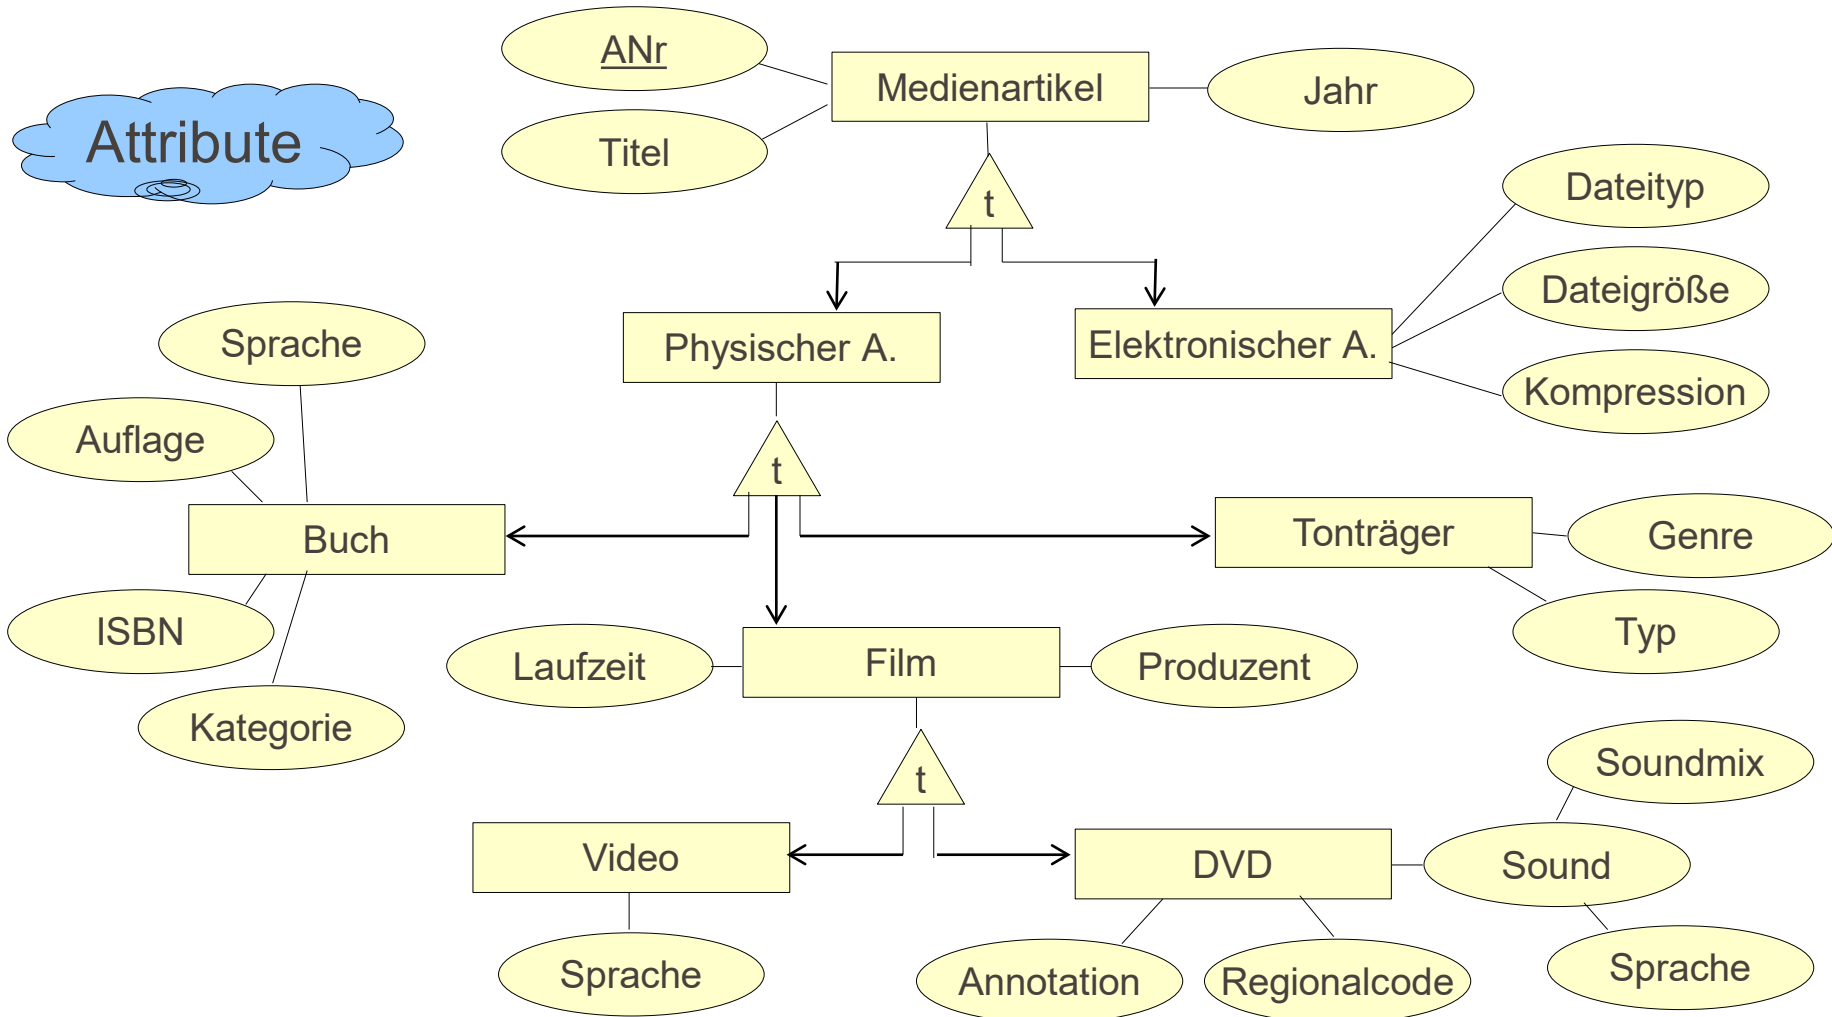 ANr
Medienartikel
Jahr
Attribute
Titel
Dateityp
t
Dateigröße
Sprache
Physischer A.
Elektronischer A.
Kompression
Auflage
t
Buch
Tonträger
Genre
ISBN
Typ
Laufzeit
Film
Produzent
Kategorie
Soundmix
t
Video
DVD
Sound
Sprache
Annotation
Regionalcode
Sprache